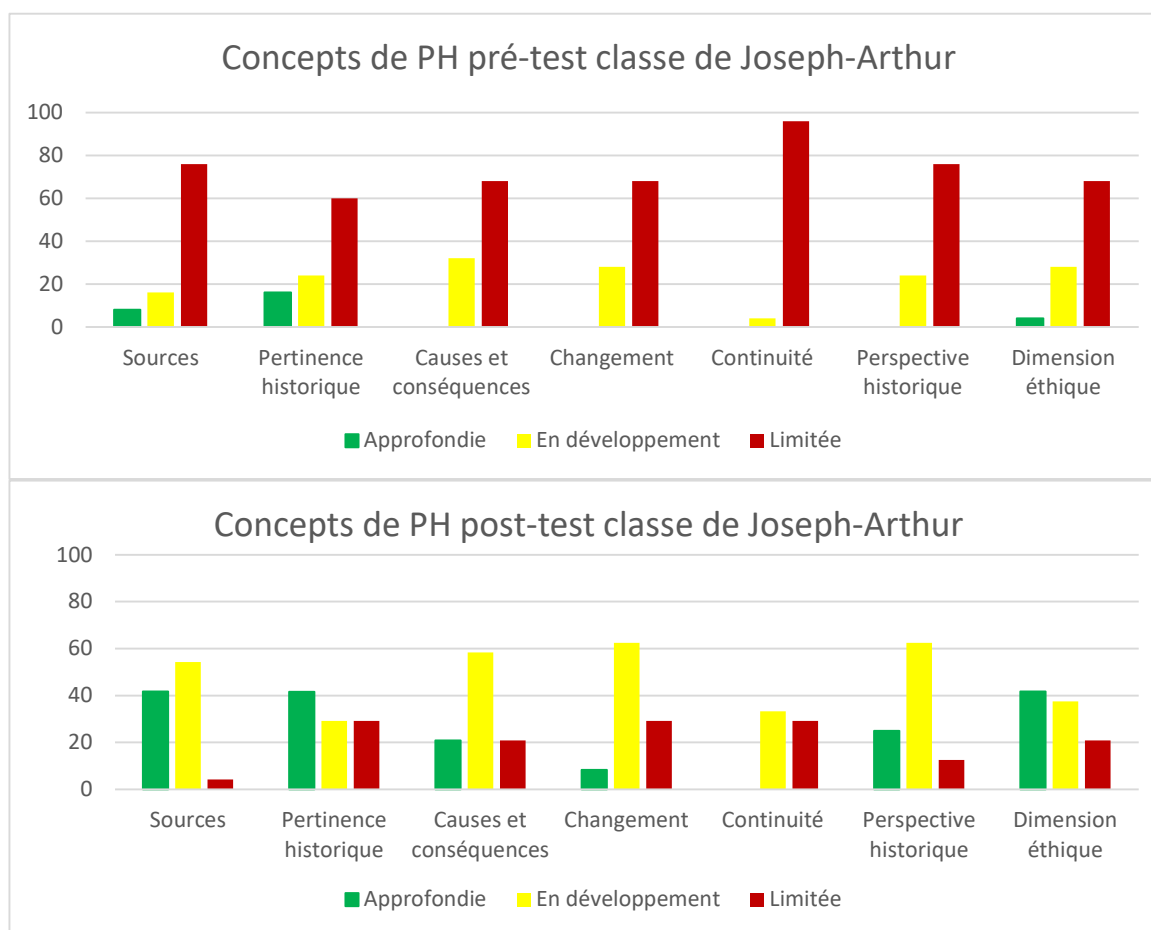 Concepts de PH pré-test classe de Joseph-Arthur
100
80
60
40
20
0
Sources Pertinence historique Causes et conséquences Changement Continuité Perspective historique Dimension éthique
Approfondie En développement Limitée
Concepts de PH post-test classe de Joseph-Arthur
100
80
60
40
20
0
Sources Pertinence historique Causes et conséquences Changement Continuité Perspective historique Dimension éthique
Approfondie En développement Limitée